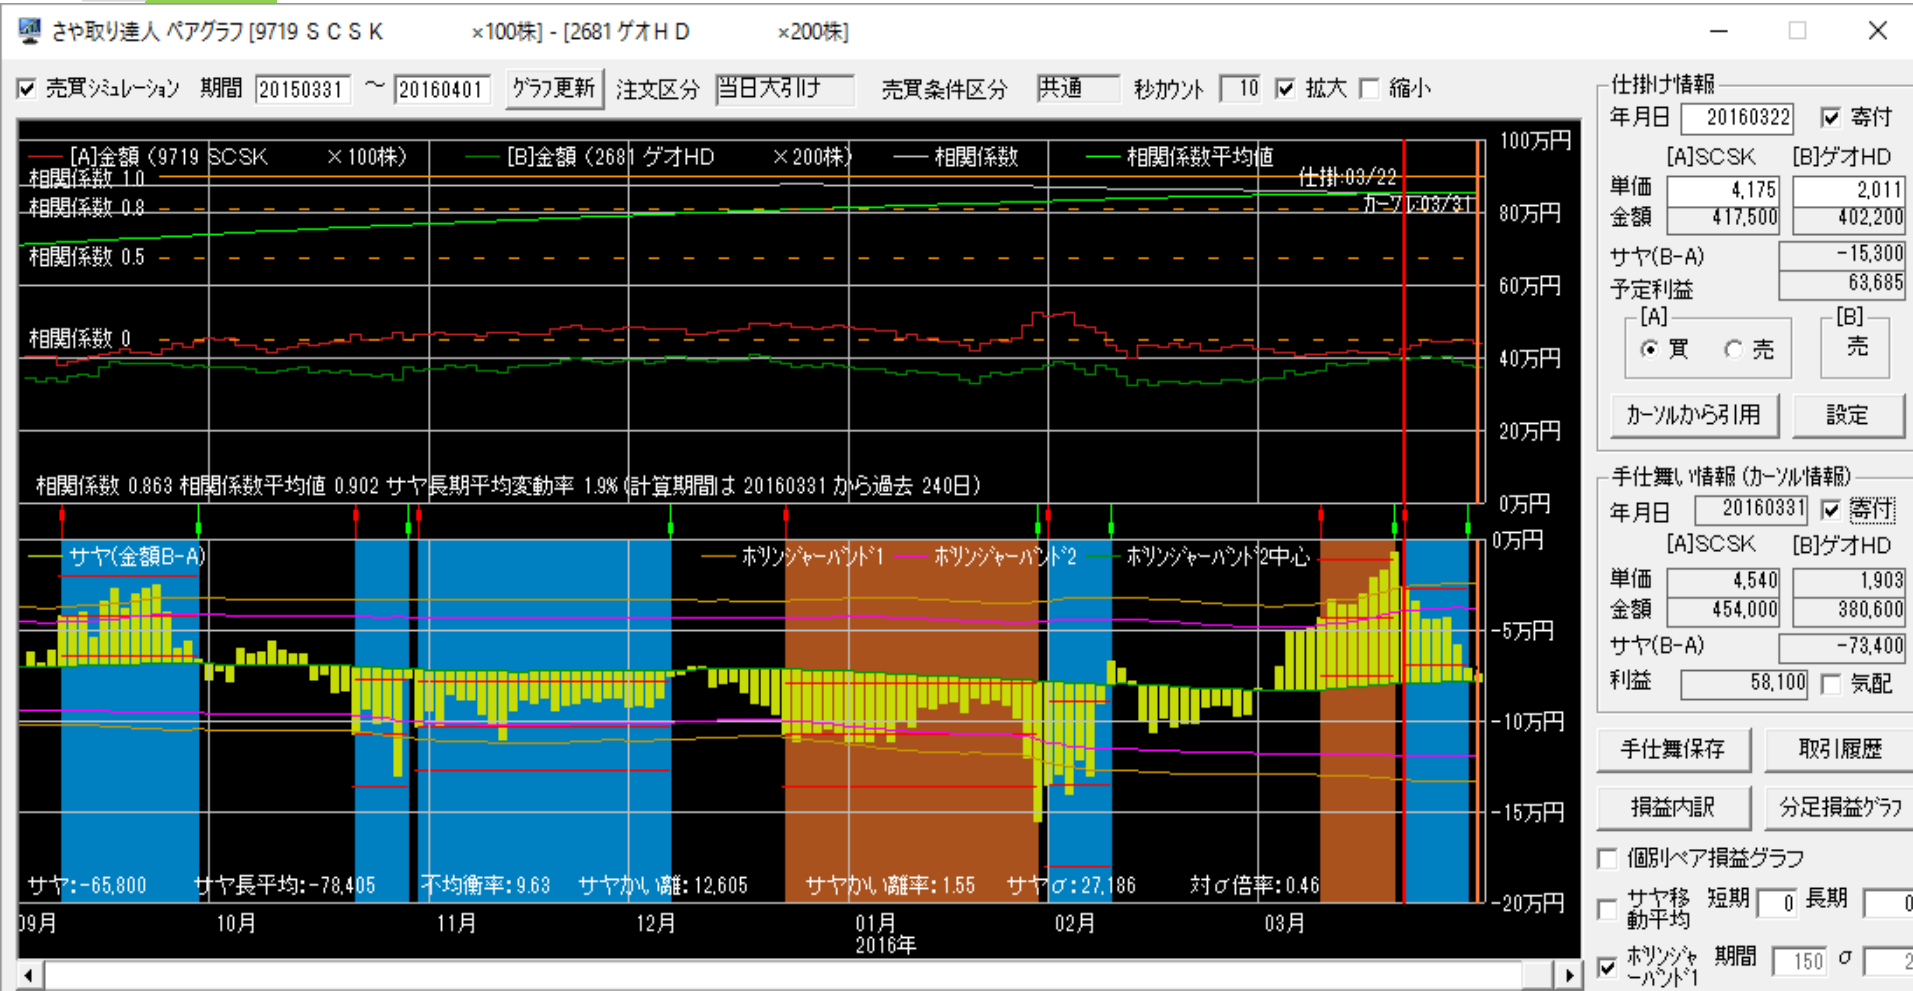 さや取り達人 ペアグラフ [9719 ＳＣＳＫ ×100株] - [2681 ゲオＨＤ ×200株]
売買ｼﾐｭﾚｰｼｮﾝ 期間 20150331 ～ 20160401 ｸﾞﾗﾌ更新 注文区分 当日大引け 売買条件区分 共通 秒ｶｳﾝﾄ 10 拡大 縮小
[A]金額（9719 SCSK ×100株） [B]金額（2681 ゲオHD ×200株） 相関係数 相関係数平均値
100万円
相関係数 1.0
仕掛:03/22
相関係数 0.8
ｶｰｿﾙ:03/31
80万円
相関係数 0.5
60万円
相関係数 0
40万円
20万円
相関係数 0.863 相関係数平均値 0.902 サヤ長期平均変動率 1.9% (計算期間は 20160331 から過去 240日)
0万円
サヤ(金額B-A) ﾎﾞﾘﾝｼﾞｬｰﾊﾞﾝﾄﾞ1 ﾎﾞﾘﾝｼﾞｬｰﾊﾞﾝﾄﾞ2 ﾎﾞﾘﾝｼﾞｬｰﾊﾞﾝﾄﾞ2中心
0万円
-5万円
-10万円
-15万円
サヤ:-65,800 サヤ長平均:-78,405 不均衡率:9.63 サヤかい離:12,605 サヤかい離率:1.55 サヤσ:27,186 対σ倍率:0.46
-20万円
09月 10月 11月 12月 01月 02月 03月
2016年
仕掛け情報
年月日 20160322 寄付
[A]SCSK [B]ゲオHD
単価 4,175 2,011
金額 417,500 402,200
サヤ(B-A) -15,300
予定利益 63,685
[A] [B]
買 売 売
ｶｰｿﾙから引用 設定
手仕舞い情報 (ｶｰｿﾙ情報)
年月日 20160331 寄付
[A]SCSK [B]ゲオHD
単価 4,540 1,903
金額 454,000 380,600
サヤ(B-A) -73,400
利益 58,100 気配
手仕舞保存 取引履歴
損益内訳 分足損益ｸﾞﾗﾌ
個別ペア損益グラフ
サヤ移動平均 短期 0 長期 0
ﾎﾞﾘﾝｼﾞｬｰﾊﾞﾝﾄﾞ1 期間 150 σ 2